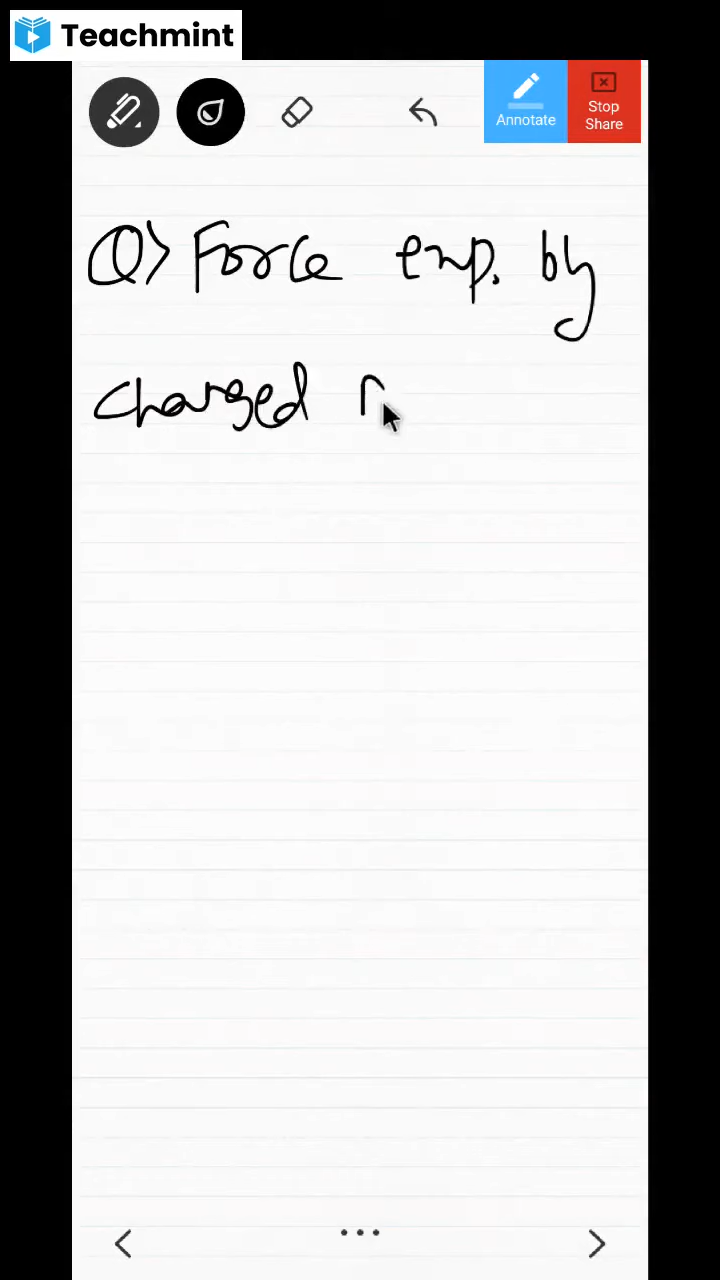 Teachmint
Annotate
Stop
Share
Q> Force exp. by
charged